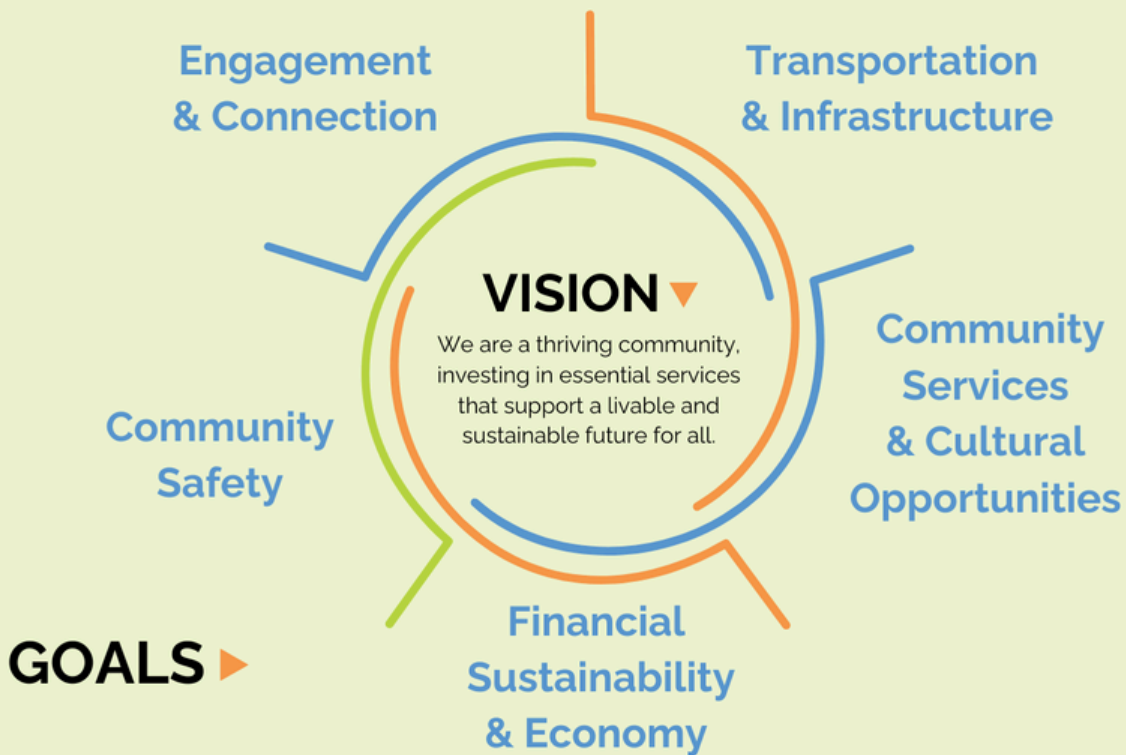 Engagement
& Connection
Transportation
& Infrastructure
VISION
We are a thriving community,
investing in essential services
that support a livable and
sustainable future for all.
Community
Services
& Cultural
Opportunities
Community
Safety
Financial
Sustainability
& Economy
GOALS